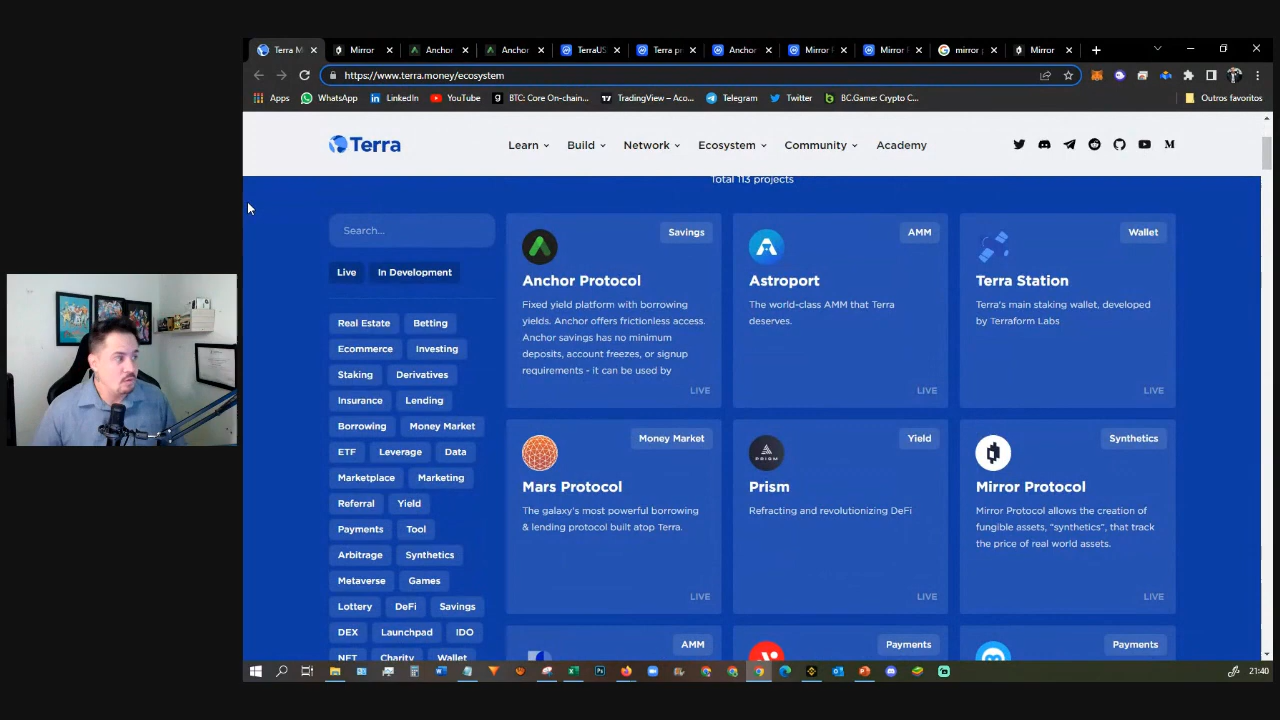 Terra M
Mirror
Anchor
Anchor
TerraUS
Terra pr
Anchor
Mirror
Mirror
mirror
Mirror
https://www.terra.money/ecosystem
Apps
WhatsApp
LinkedIn
YouTube
BTC: Core On-chain...
TradingView – Aco...
Telegram
Twitter
BC.Game: Crypto C...
Outros favoritos
Terra
Learn
Build
Network
Ecosystem
Community
Academy
Total 113 projects
Search...
Live
In Development
Real Estate
Betting
Ecommerce
Investing
Staking
Derivatives
Insurance
Lending
Borrowing
Money Market
ETF
Leverage
Data
Marketplace
Marketing
Referral
Yield
Payments
Tool
Arbitrage
Synthetics
Metaverse
Games
Lottery
DeFi
Savings
DEX
Launchpad
IDO
NFT
Charity
Wallet
Savings
Anchor Protocol
Fixed yield platform with borrowing
yields. Anchor offers frictionless access.
Anchor savings has no minimum
deposits, account freezes, or signup
requirements - it can be used by
LIVE
AMM
Astroport
The world-class AMM that Terra
deserves.
LIVE
Wallet
Terra Station
Terra's main staking wallet, developed
by Terraform Labs
LIVE
Money Market
Mars Protocol
The galaxy's most powerful borrowing
& lending protocol built atop Terra.
LIVE
Yield
PRISM
Prism
Refracting and revolutionizing DeFi
LIVE
Synthetics
Mirror Protocol
Mirror Protocol allows the creation of
fungible assets, "synthetics", that track
the price of real world assets.
LIVE
AMM
Payments
Payments
21:40